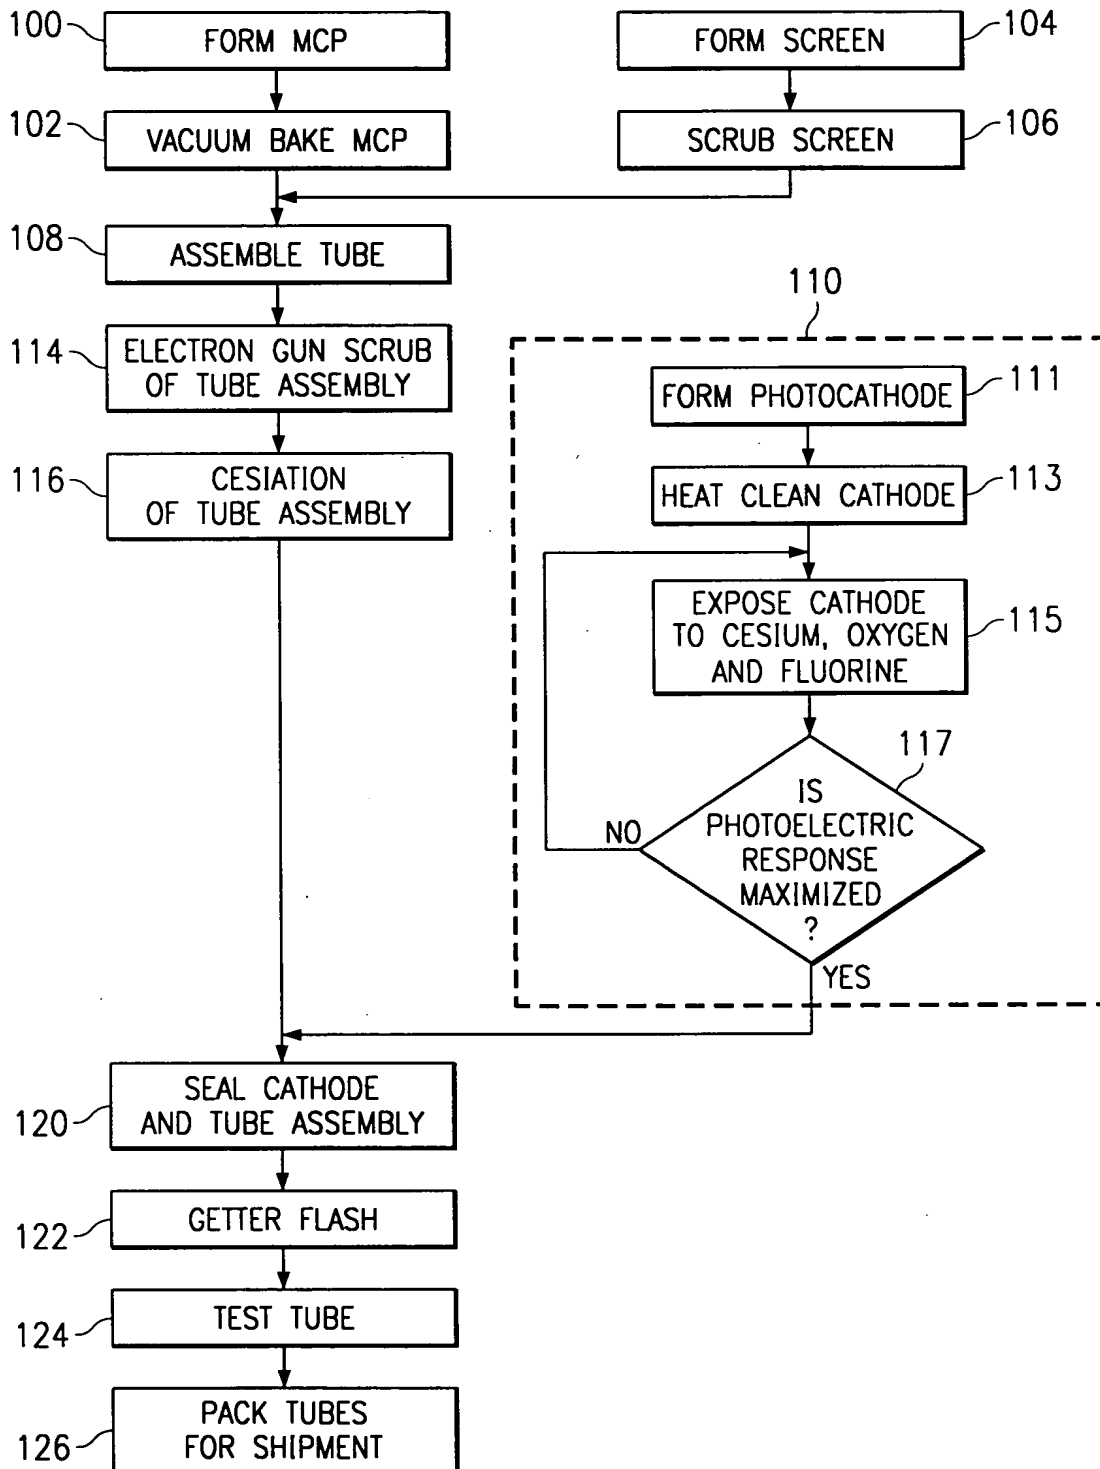 100
FORM MCP
FORM SCREEN
104
102
VACUUM BAKE MCP
SCRUB SCREEN
106
108
ASSEMBLE TUBE
110
114
ELECTRON GUN SCRUB
OF TUBE ASSEMBLY
FORM PHOTOCATHODE
111
116
CESIATION
OF TUBE ASSEMBLY
HEAT CLEAN CATHODE
113
EXPOSE CATHODE
TO CESIUM, OXYGEN
AND FLUORINE
115
117
IS
PHOTOELECTRIC
RESPONSE
MAXIMIZED
?
NO
YES
120
SEAL CATHODE
AND TUBE ASSEMBLY
122
GETTER FLASH
124
TEST TUBE
126
PACK TUBES
FOR SHIPMENT